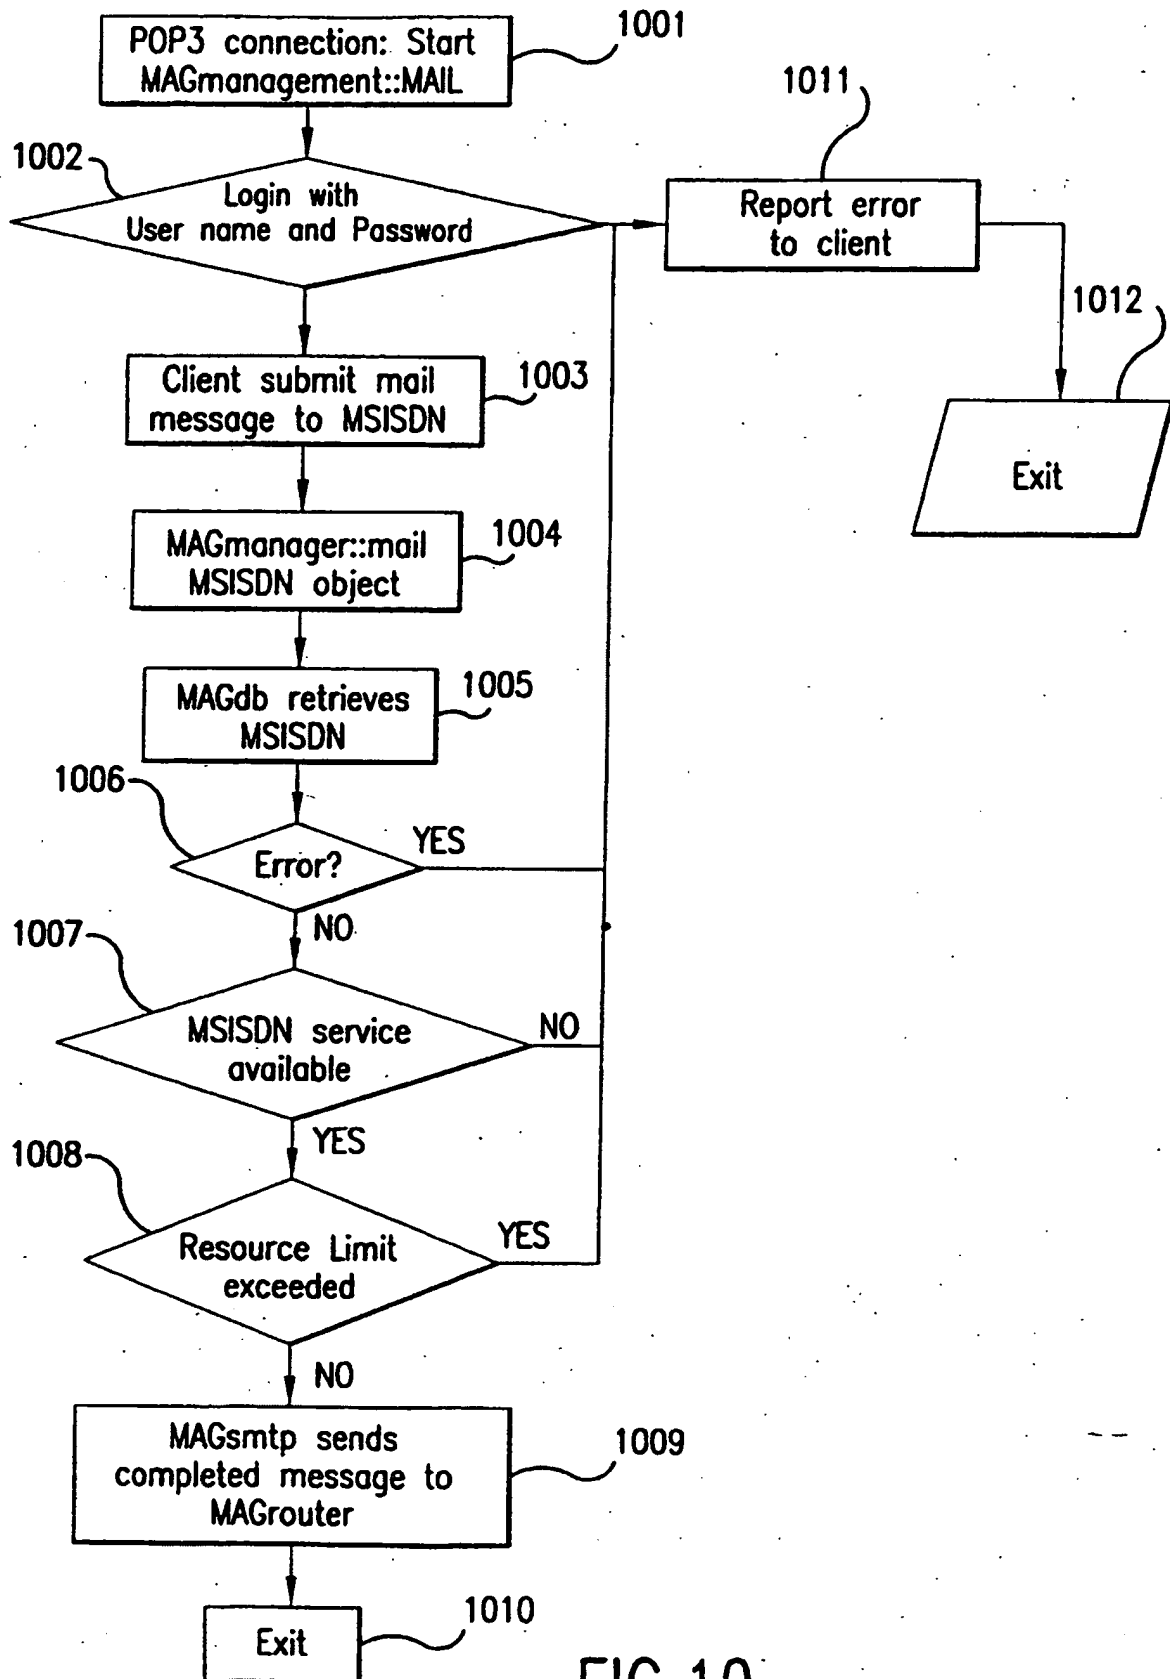 POP3 connection: Start
MAGmanagement::MAIL
1001
1011
1002
Login with
User name and Password
Report error
to client
1012
Exit
Client submit mail
message to MSISDN
1003
MAGmanager::mail
MSISDN object
1004
MAGdb retrieves
MSISDN
1005
1006
Error?
YES
NO
1007
MSISDN service
available
NO
YES
1008
Resource Limit
exceeded
YES
NO
MAGsmtp sends
completed message to
MAGrouter
1009
Exit
1010
FIG.10